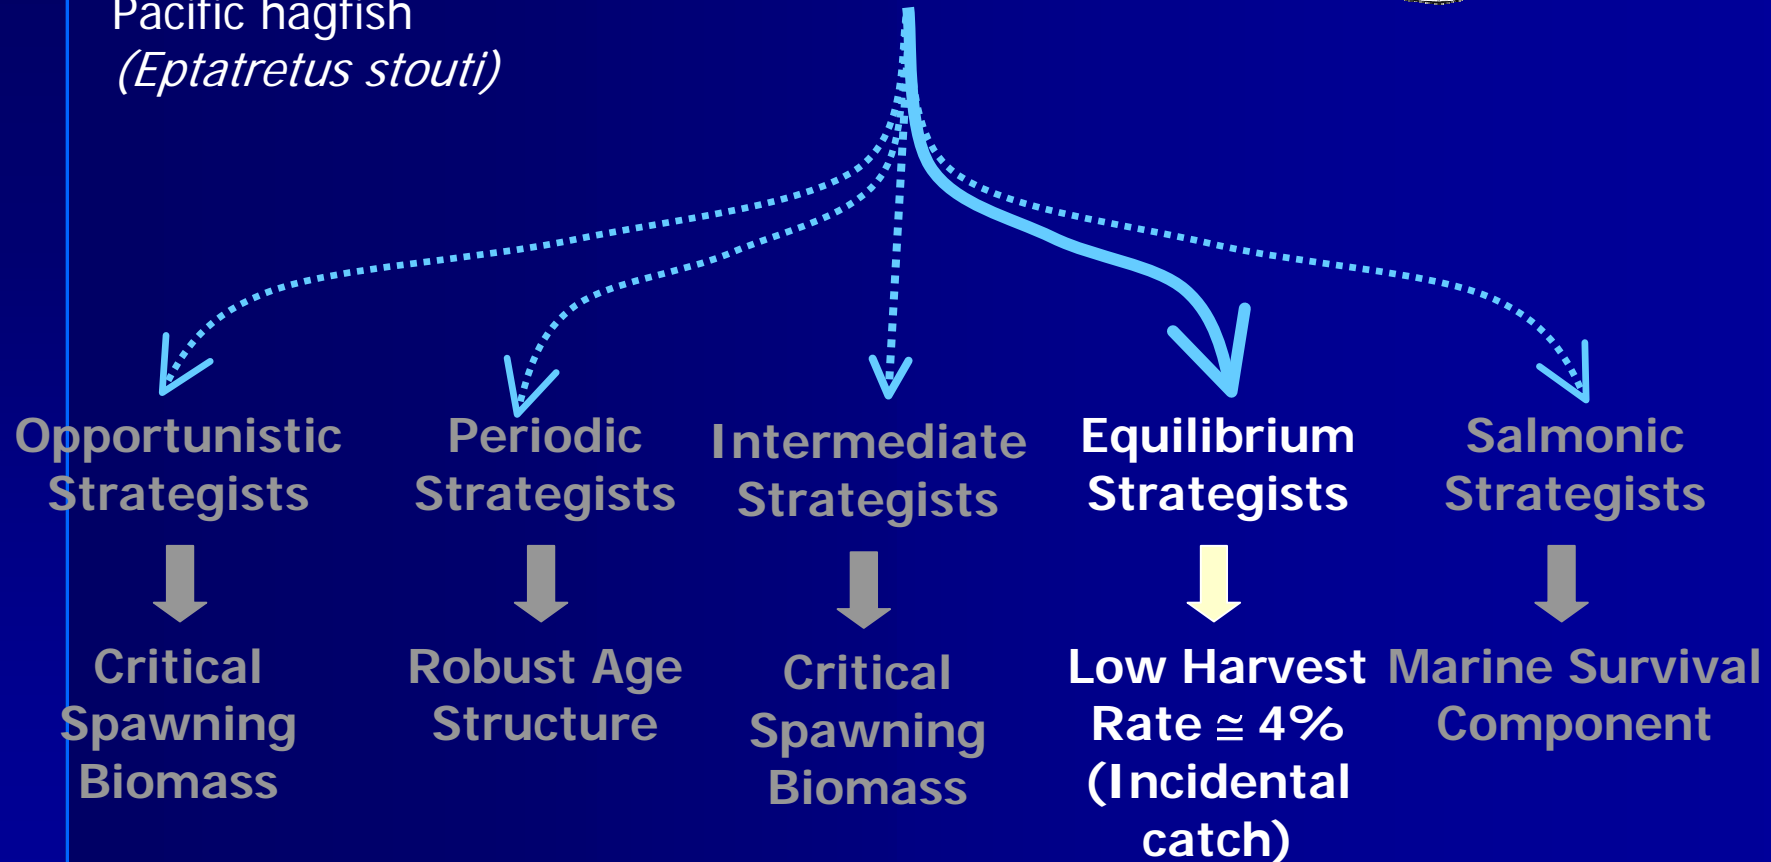 Pacific hagfish
(Eptatretus stouti)
Opportunistic
Strategists
Periodic
Strategists
Intermediate
Strategists
Equilibrium
Strategists
Salmonic
Strategists
Critical
Spawning
Biomass
Robust Age
Structure
Critical
Spawning
Biomass
Low Harvest
Rate ≅ 4%
(Incidental
catch)
Marine Survival
Component